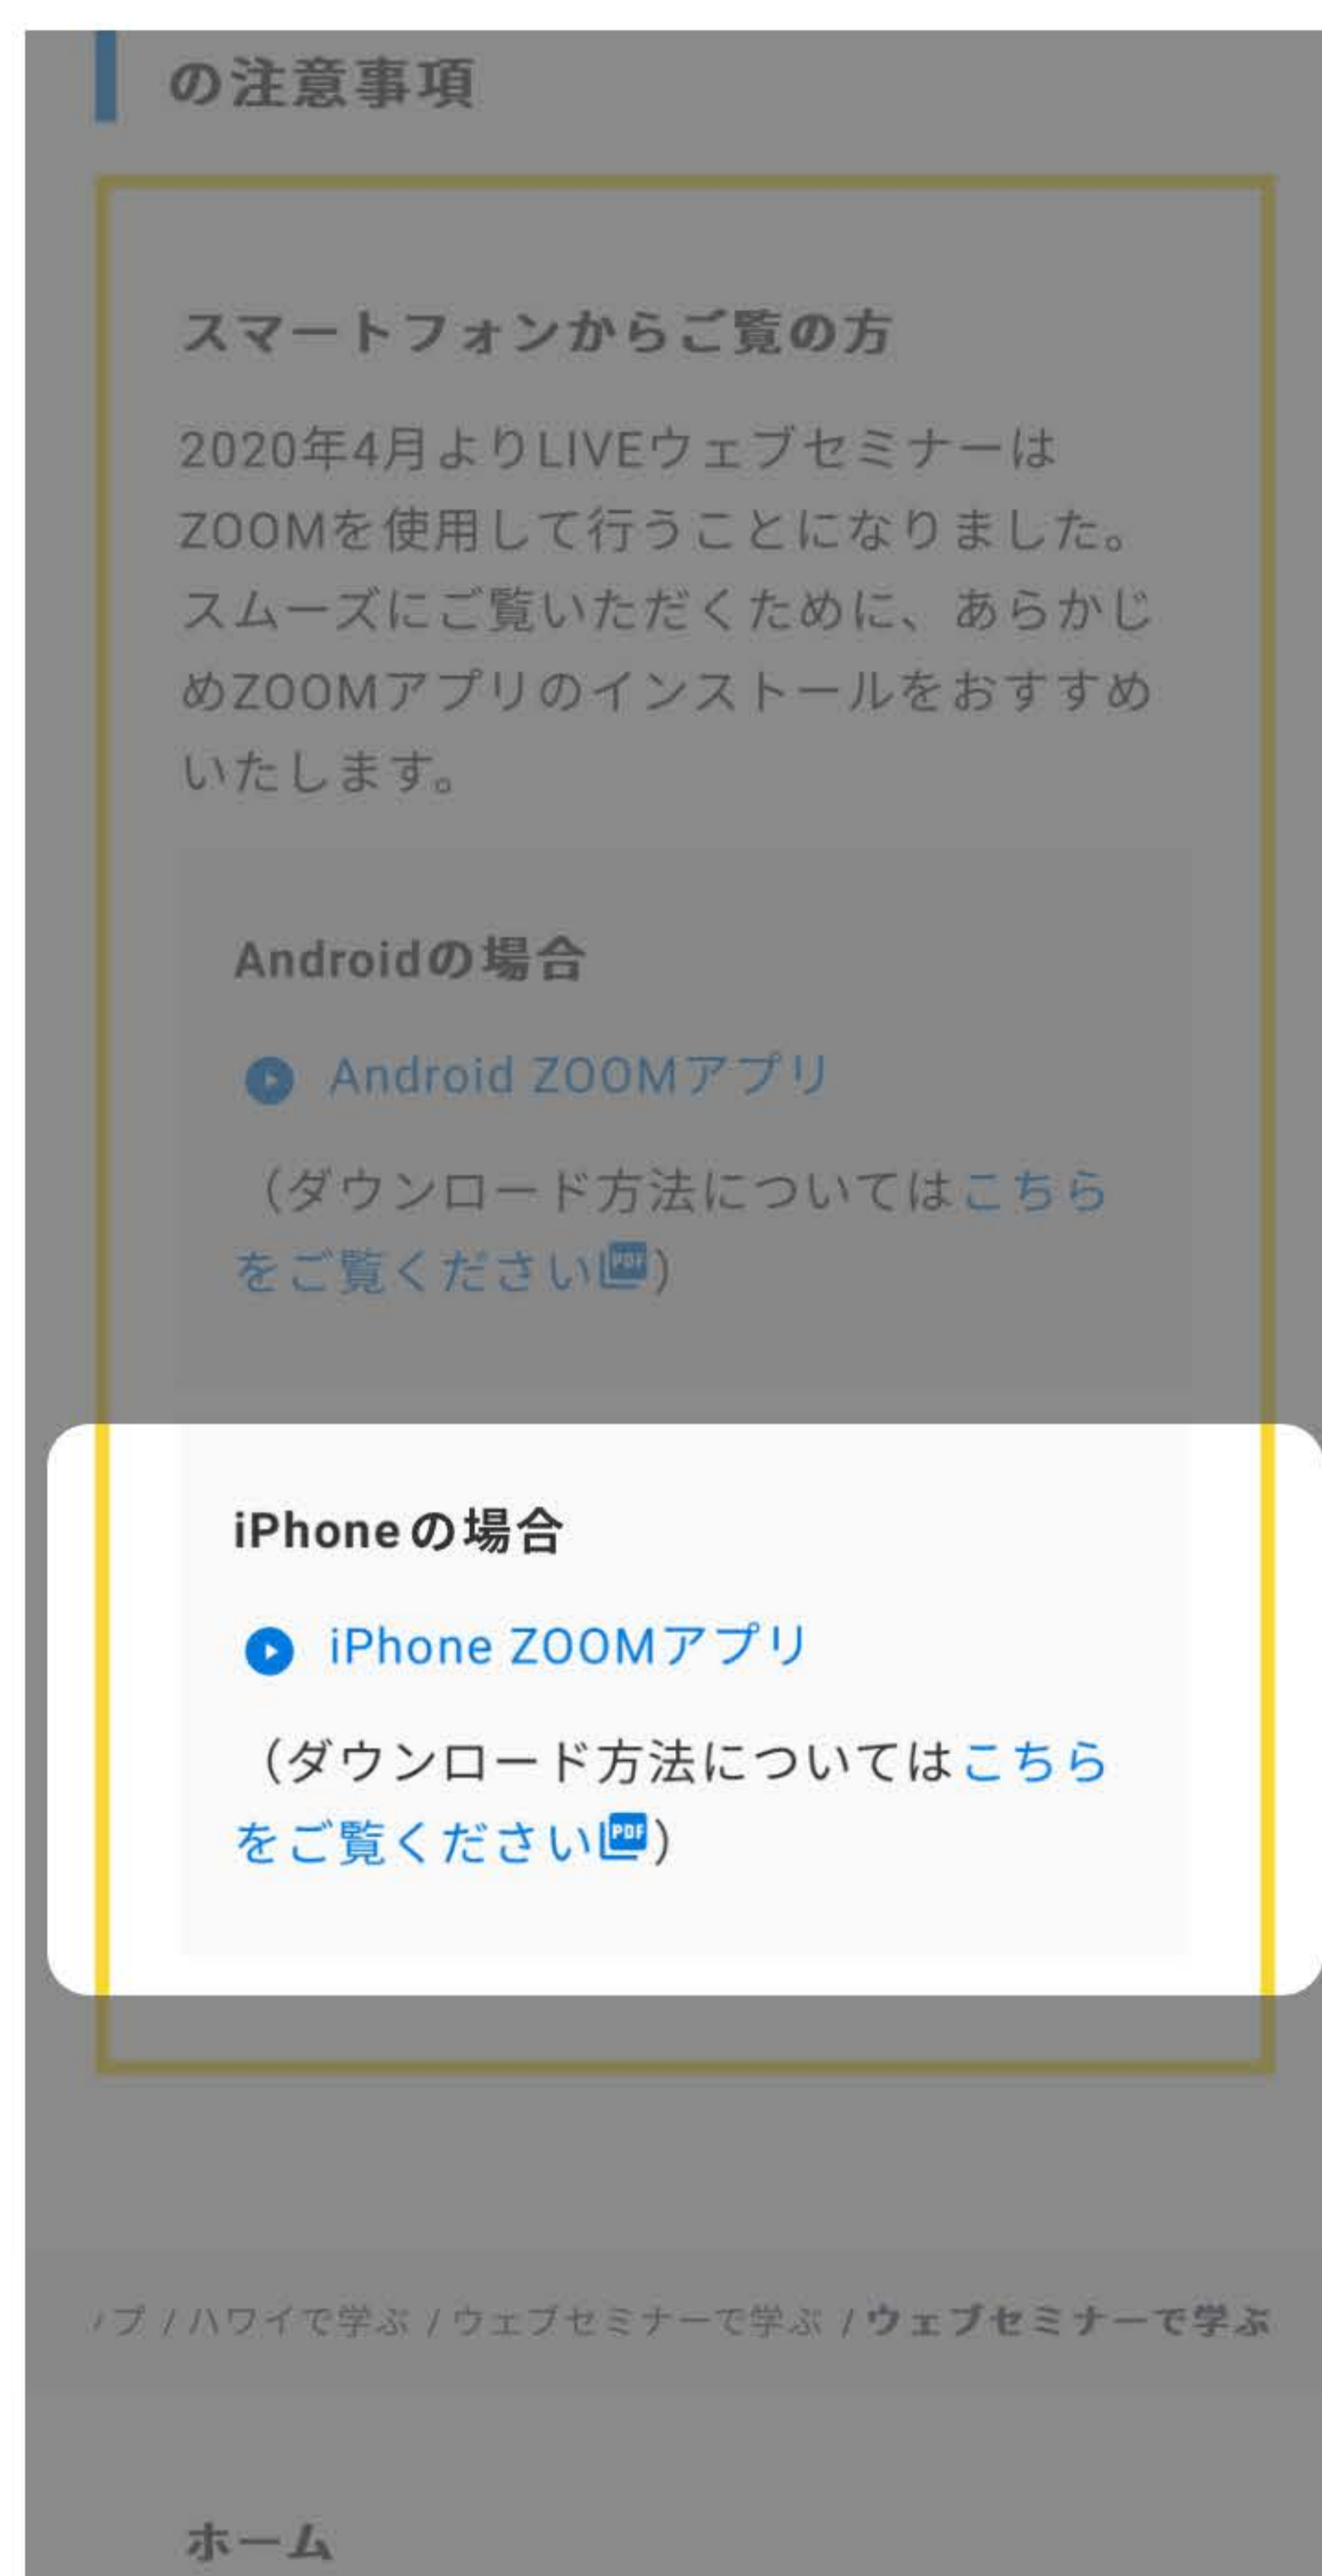 の注意事項
スマートフォンからご覧の方
2020年4月よりLIVEウェブセミナーは
ZOOMを使用して行うことになりました。
スムーズにご覧いただくために、あらかじ
めZOOMアプリのインストールをおすすめ
いたします。
Androidの場合
Android ZOOMアプリ
（ダウンロード方法についてはこちら
をご覧ください PDF）
iPhoneの場合
iPhone ZOOMアプリ
（ダウンロード方法についてはこちら
をご覧ください PDF）
プ / ハワイで学ぶ / ウェブセミナーで学ぶ / ウェブセミナーで学ぶ
ホーム